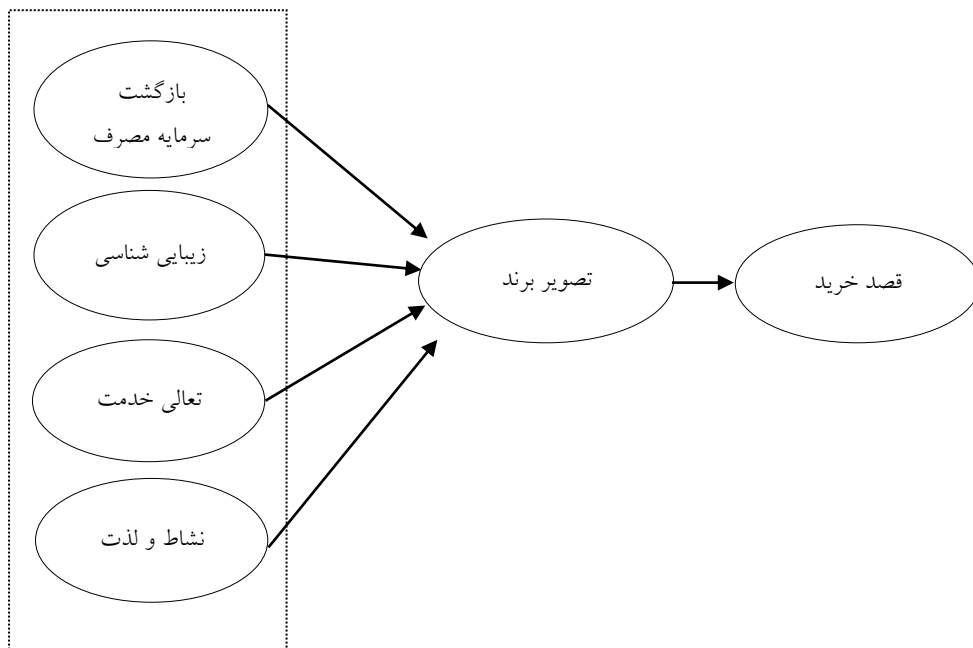 بازگشت
سرمایه مصرف
زیبایی شناسی
تعالی خدمت
نشاط و لذت
تصویر برند
قصد خرید